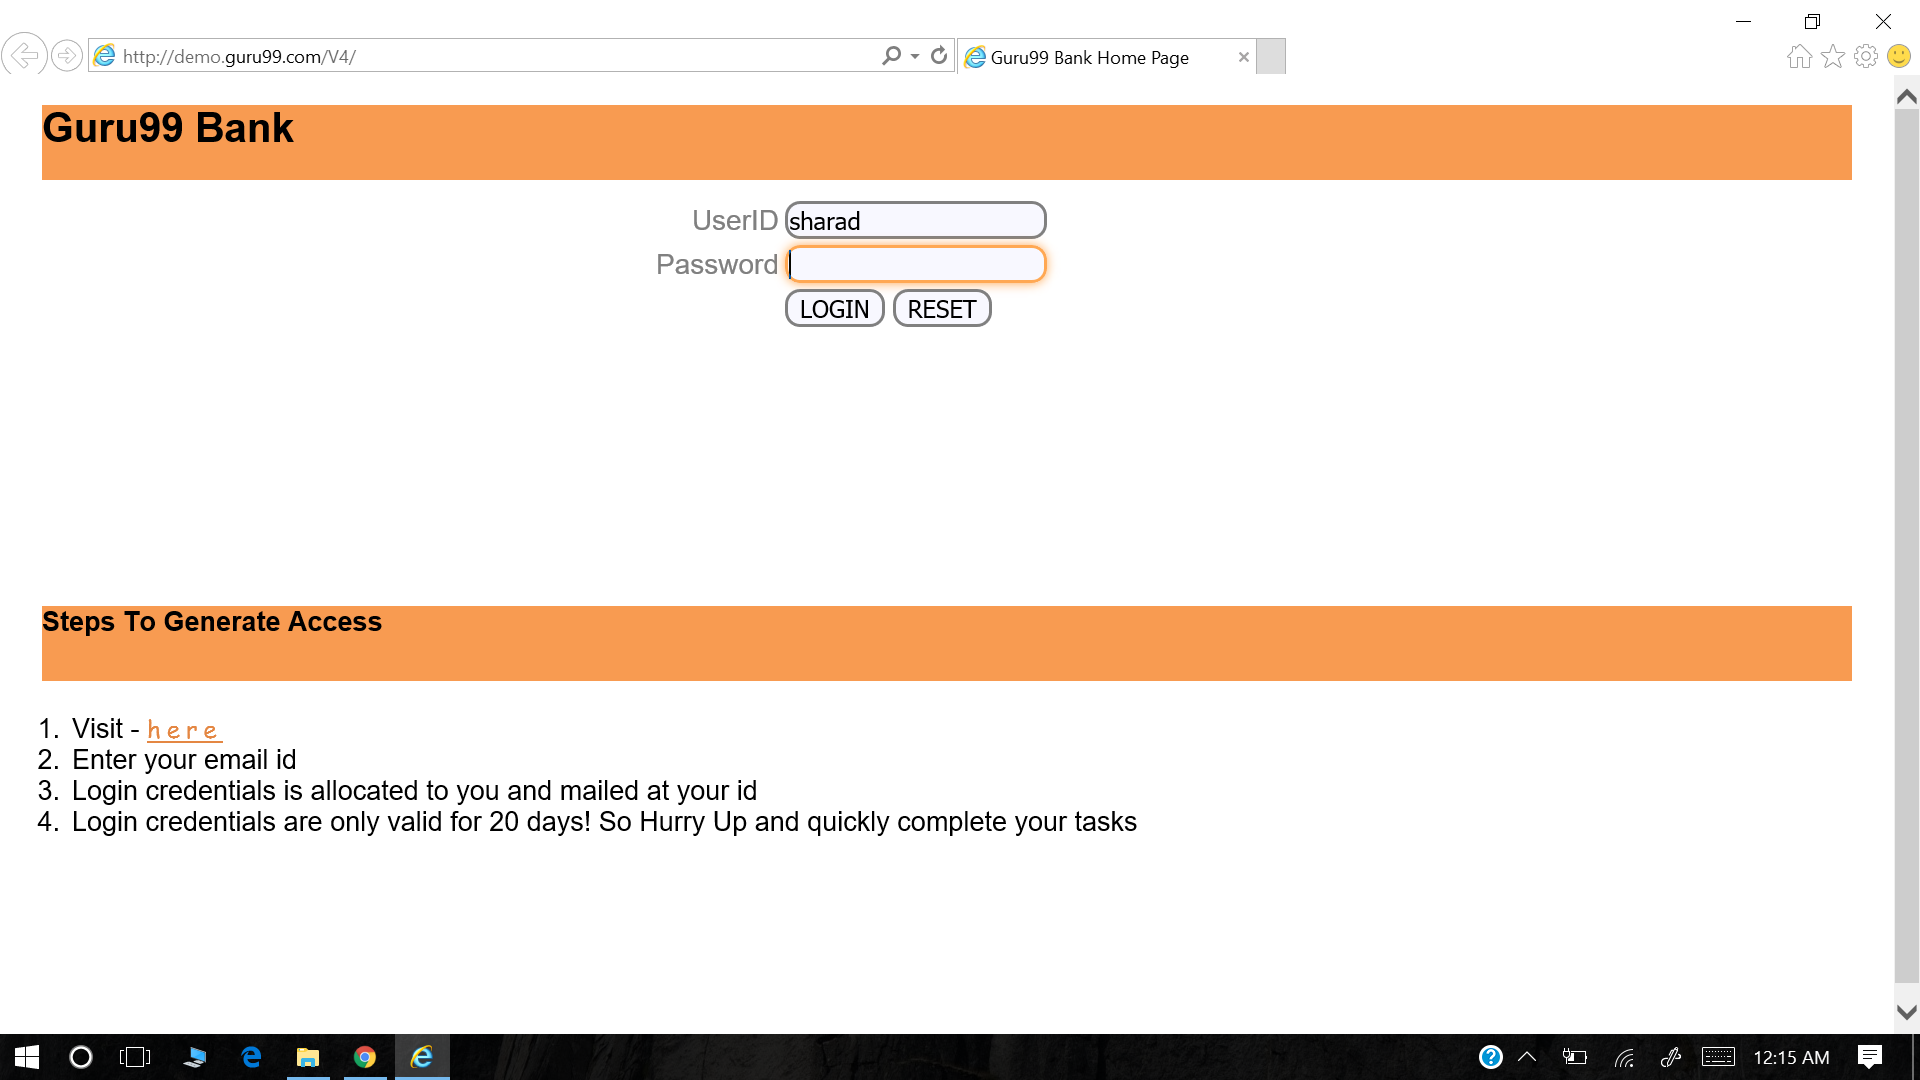 http://demo.guru99.com/V4/
Guru99 Bank Home Page
Guru99 Bank
UserID sharad
Password
LOGIN RESET
Steps To Generate Access
1. Visit - here
2. Enter your email id
3. Login credentials is allocated to you and mailed at your id
4. Login credentials are only valid for 20 days! So Hurry Up and quickly complete your tasks
12:15 AM